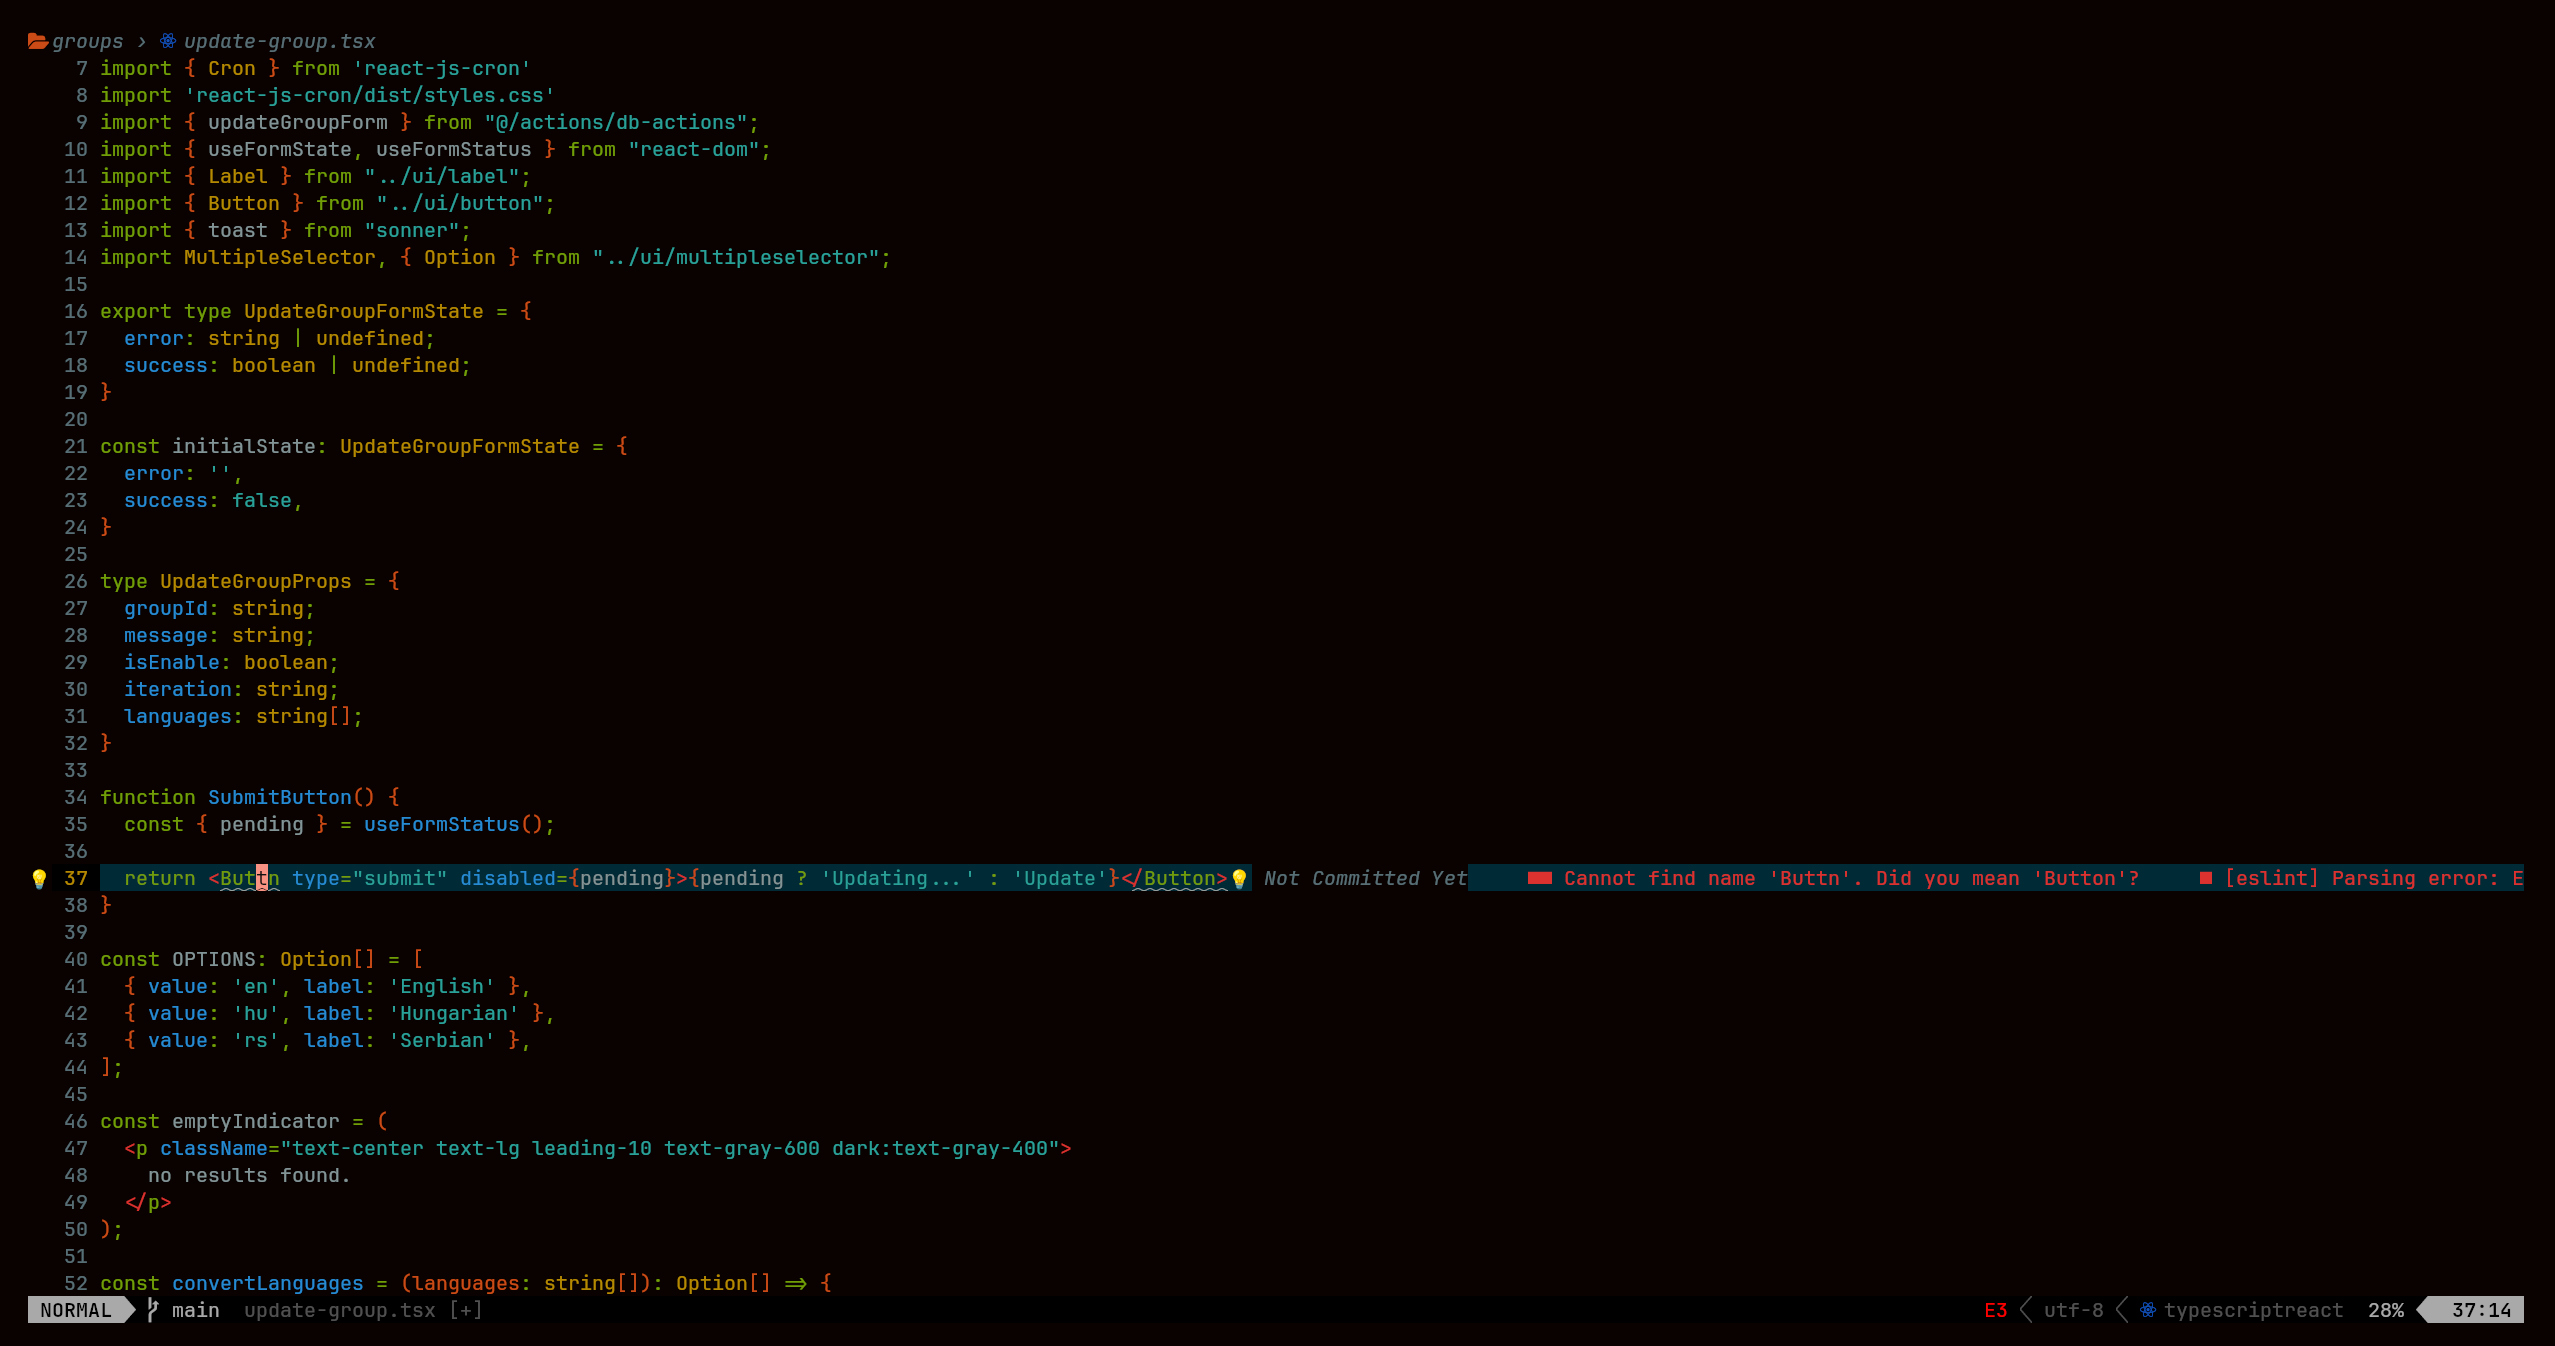 groups › update-group.tsx
7 import { Cron } from 'react-js-cron'
8 import 'react-js-cron/dist/styles.css'
9 import { updateGroupForm } from "@/actions/db-actions";
10 import { useFormState, useFormStatus } from "react-dom";
11 import { Label } from "../ui/label";
12 import { Button } from "../ui/button";
13 import { toast } from "sonner";
14 import MultipleSelector, { Option } from "../ui/multipleselector";
15
16 export type UpdateGroupFormState = {
17   error: string | undefined;
18   success: boolean | undefined;
19 }
20
21 const initialState: UpdateGroupFormState = {
22   error: '',
23   success: false,
24 }
25
26 type UpdateGroupProps = {
27   groupId: string;
28   message: string;
29   isEnable: boolean;
30   iteration: string;
31   languages: string[];
32 }
33
34 function SubmitButton() {
35   const { pending } = useFormStatus();
36
37   return <Buttn type="submit" disabled={pending}>{pending ? 'Updating...' : 'Update'}</Button> Not Committed Yet Cannot find name 'Buttn'. Did you mean 'Button'? [eslint] Parsing error: E
38 }
39
40 const OPTIONS: Option[] = [
41   { value: 'en', label: 'English' },
42   { value: 'hu', label: 'Hungarian' },
43   { value: 'rs', label: 'Serbian' },
44 ];
45
46 const emptyIndicator = (
47   <p className="text-center text-lg leading-10 text-gray-600 dark:text-gray-400">
48     no results found.
49   </p>
50 );
51
52 const convertLanguages = (languages: string[]): Option[] => {
NORMAL main update-group.tsx [+] E3 utf-8 typescriptreact 28% 37:14